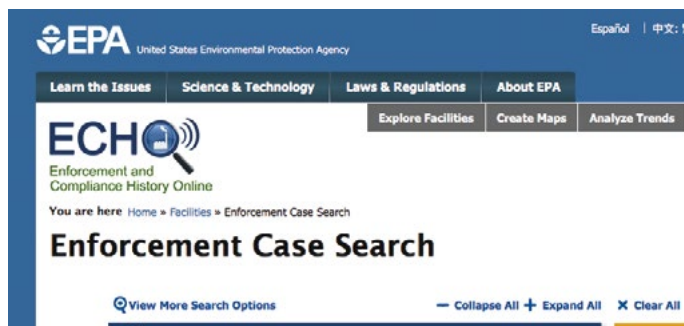 EPA United States Environmental Protection Agency
Español | 中文:
Learn the Issues Science & Technology Laws & Regulations About EPA
Explore Facilities Create Maps Analyze Trends
ECHO
Enforcement and
Compliance History Online
You are here Home » Facilities » Enforcement Case Search
Enforcement Case Search
View More Search Options — Collapse All + Expand All X Clear All